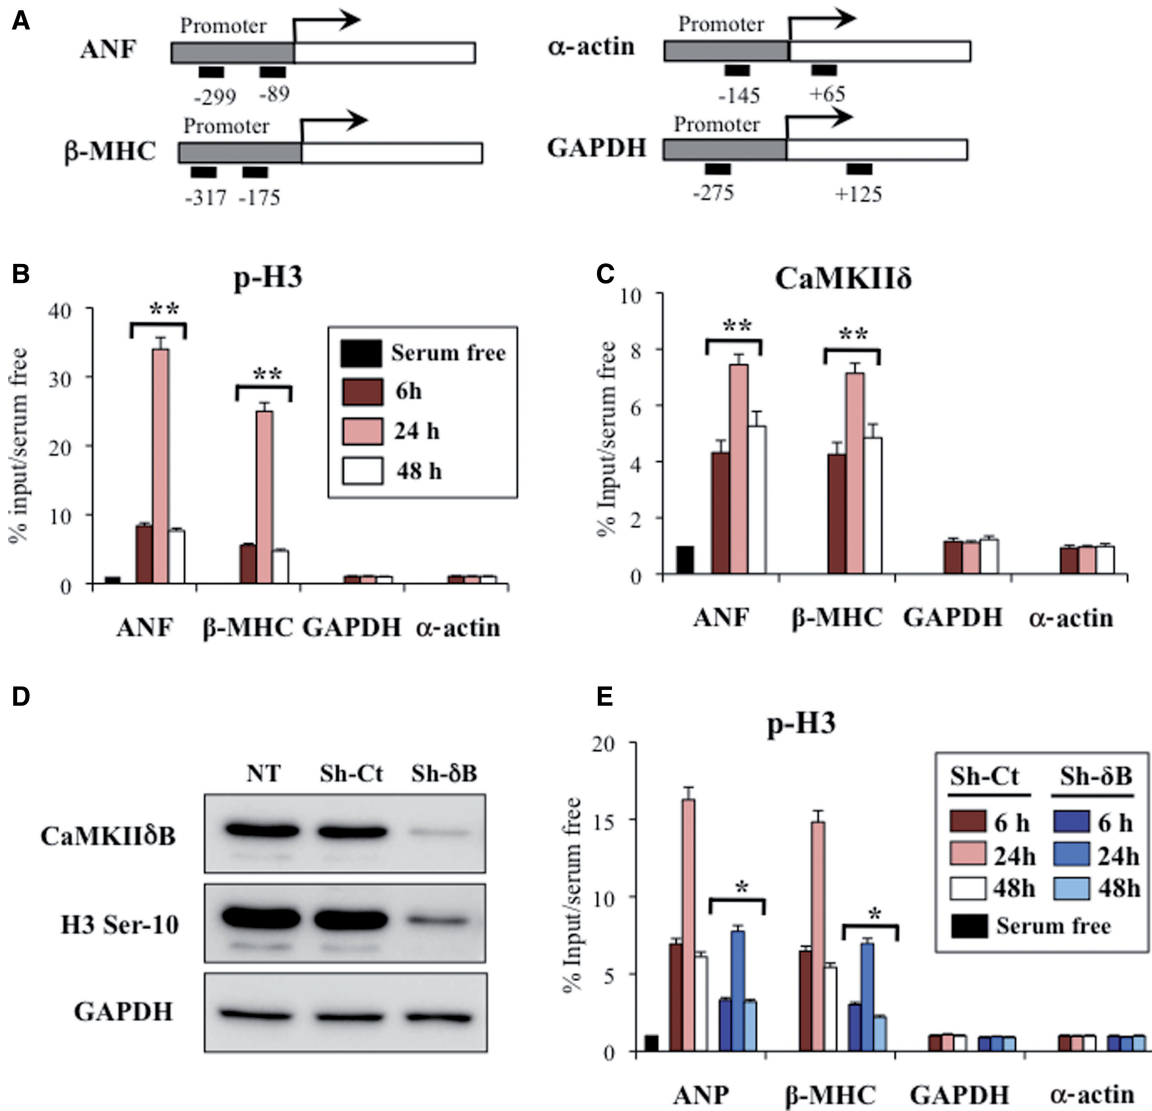 A
Promoter
ANF
-299 -89
Promoter
β-MHC
-317 -175
Promoter
α-actin
-145 +65
Promoter
GAPDH
-275 +125
B
p-H3
% input/serum free
40
30
20
10
0
**
**
Serum free
6h
24 h
48 h
ANF β-MHC GAPDH α-actin
C
CaMKIIδ
% Input/serum free
10
8
6
4
2
0
**
**
ANF β-MHC GAPDH α-actin
D
NT Sh-Ct Sh-δB
CaMKIIδB
H3 Ser-10
GAPDH
E
p-H3
% Input/serum free
20
15
10
5
0
*
*
Sh-Ct Sh-δB
6 h 6 h
24h 24h
48h 48h
Serum free
ANP β-MHC GAPDH α-actin